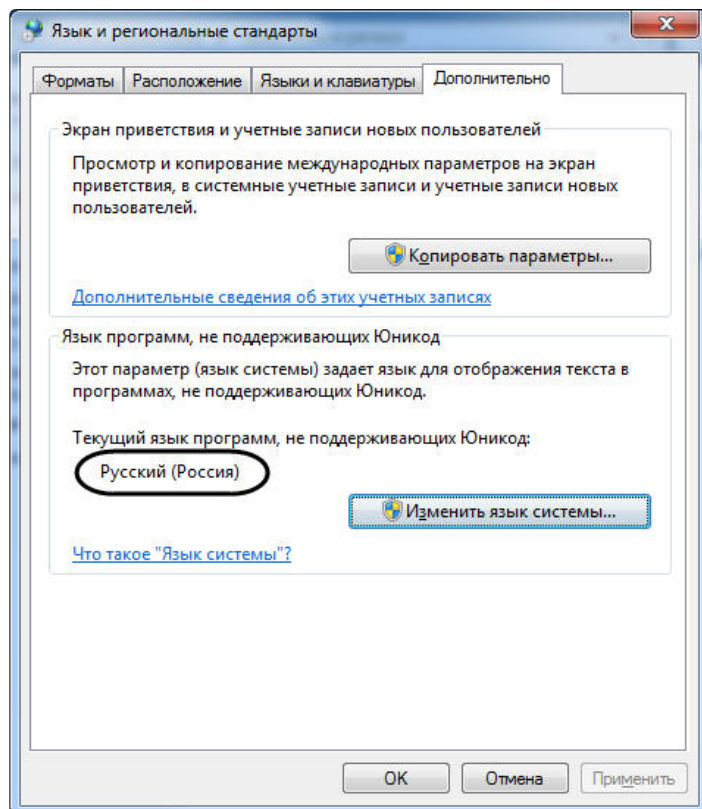 Язык и региональные стандарты
Форматы
Расположение
Языки и клавиатуры
Дополнительно
Экран приветствия и учетные записи новых пользователей
Просмотр и копирование международных параметров на экран
приветствия, в системные учетные записи и учетные записи новых
пользователей.
Копировать параметры...
Дополнительные сведения об этих учетных записях
Язык программ, не поддерживающих Юникод
Этот параметр (язык системы) задает язык для отображения текста в
программах, не поддерживающих Юникод.
Текущий язык программ, не поддерживающих Юникод:
Русский (Россия)
Изменить язык системы...
Что такое "Язык системы"?
ОК
Отмена
Применить